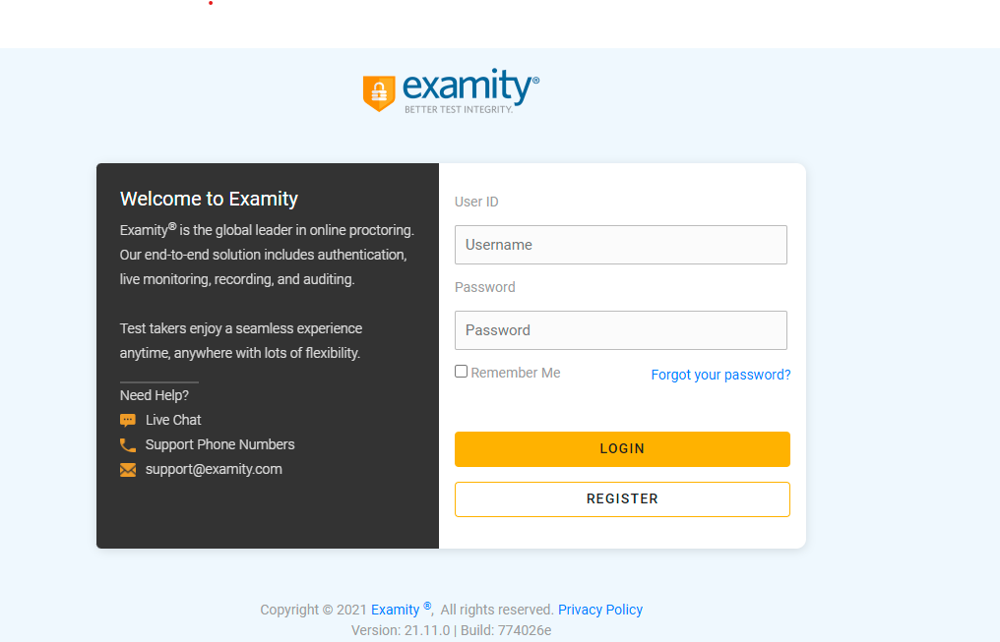 examity®
BETTER TEST INTEGRITY.
Welcome to Examity
Examity® is the global leader in online proctoring.
Our end-to-end solution includes authentication,
live monitoring, recording, and auditing.
Test takers enjoy a seamless experience
anytime, anywhere with lots of flexibility.
Need Help?
Live Chat
Support Phone Numbers
support@examity.com
User ID
Username
Password
Password
Remember Me
Forgot your password?
LOGIN
REGISTER
Copyright © 2021 Examity ®, All rights reserved. Privacy Policy
Version: 21.11.0 | Build: 774026e